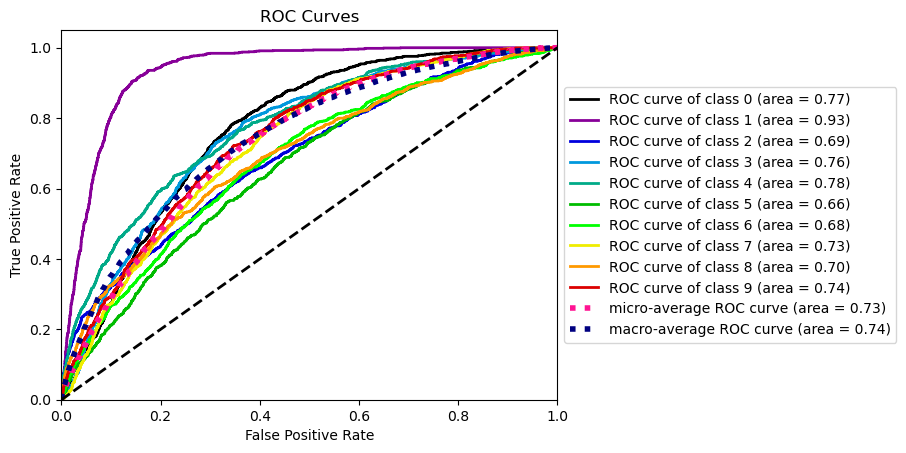 ROC Curves
True Positive Rate
1.0
0.8
0.6
0.4
0.2
0.0
0.0 0.2 0.4 0.6 0.8 1.0
False Positive Rate
ROC curve of class 0 (area = 0.77)
ROC curve of class 1 (area = 0.93)
ROC curve of class 2 (area = 0.69)
ROC curve of class 3 (area = 0.76)
ROC curve of class 4 (area = 0.78)
ROC curve of class 5 (area = 0.66)
ROC curve of class 6 (area = 0.68)
ROC curve of class 7 (area = 0.73)
ROC curve of class 8 (area = 0.70)
ROC curve of class 9 (area = 0.74)
micro-average ROC curve (area = 0.73)
macro-average ROC curve (area = 0.74)